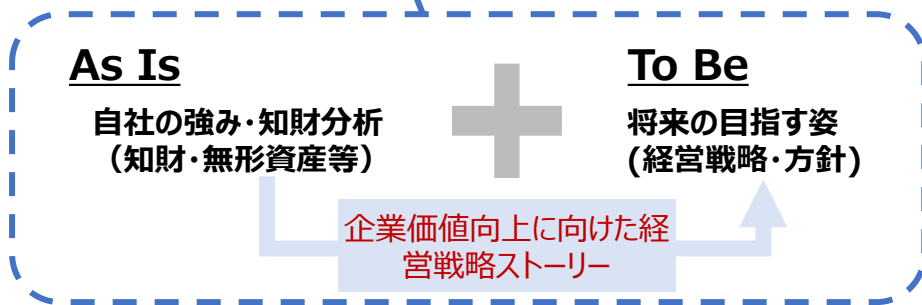 As Is
自社の強み・知財分析
（知財・無形資産等）
To Be
将来の目指す姿
(経営戦略・方針)
企業価値向上に向けた経
営戦略ストーリー